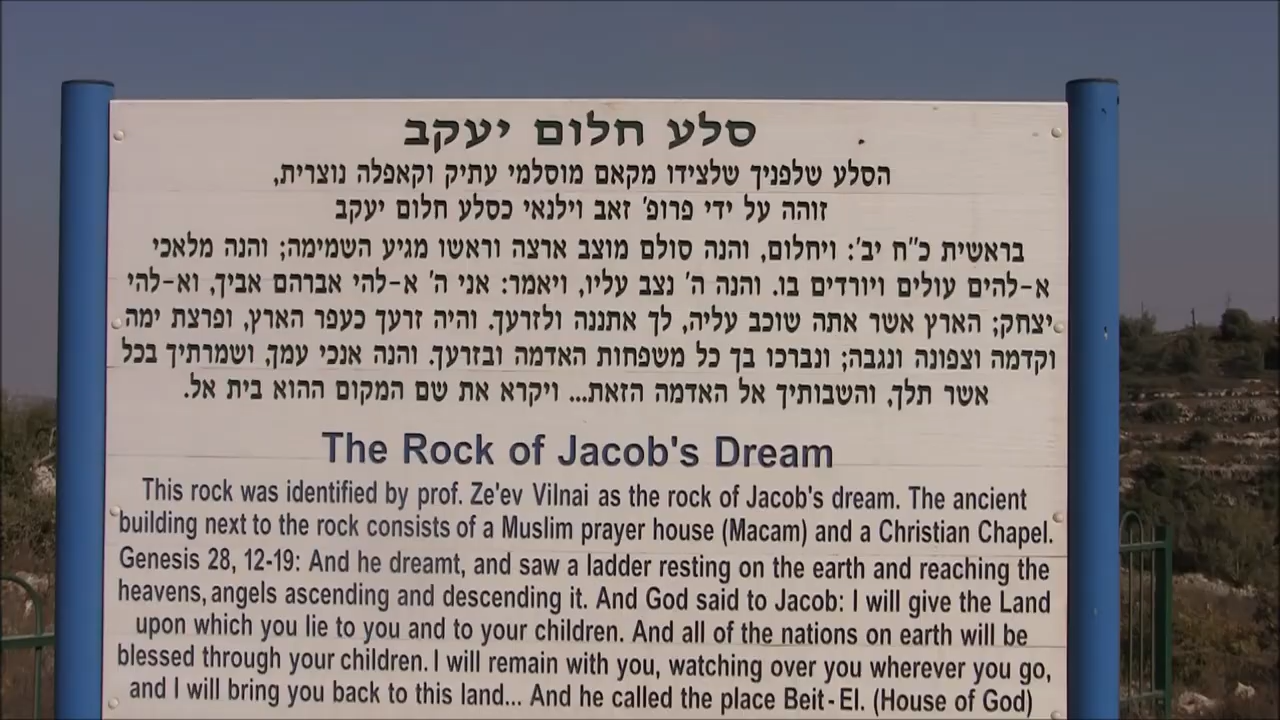 סלע חלום יעקב
הסלע שלפניך שלצידו מקאם מוסלמי עתיק וקאפלה נוצרית,
זוהה על ידי פרופ' זאב וילנאי כסלע חלום יעקב
בראשית כ"ח יב': ויחלום, והנה סולם מוצב ארצה וראשו מגיע השמימה; והנה מלאכי
א-להים עולים ויורדים בו. והנה ה' נצב עליו, ויאמר: אני ה' א-להי אברהם אביך, וא-להי
יצחק; הארץ אשר אתה שוכב עליה, לך אתננה ולזרעך. והיה זרעך כעפר הארץ, ופרצת ימה
וקדמה וצפונה ונגבה; ונברכו בך כל משפחות האדמה ובזרעך. והנה אנכי עמך, ושמרתיך בכל
אשר תלך, והשבותיך אל האדמה הזאת... ויקרא את שם המקום ההוא בית אל.
The Rock of Jacob's Dream
This rock was identified by prof. Ze'ev Vilnai as the rock of Jacob's dream. The ancient
building next to the rock consists of a Muslim prayer house (Macam) and a Christian Chapel.
Genesis 28, 12-19: And he dreamt, and saw a ladder resting on the earth and reaching the
heavens, angels ascending and descending it. And God said to Jacob: I will give the Land
upon which you lie to you and to your children. And all of the nations on earth will be
blessed through your children. I will remain with you, watching over you wherever you go,
and I will bring you back to this land... And he called the place Beit-El. (House of God)